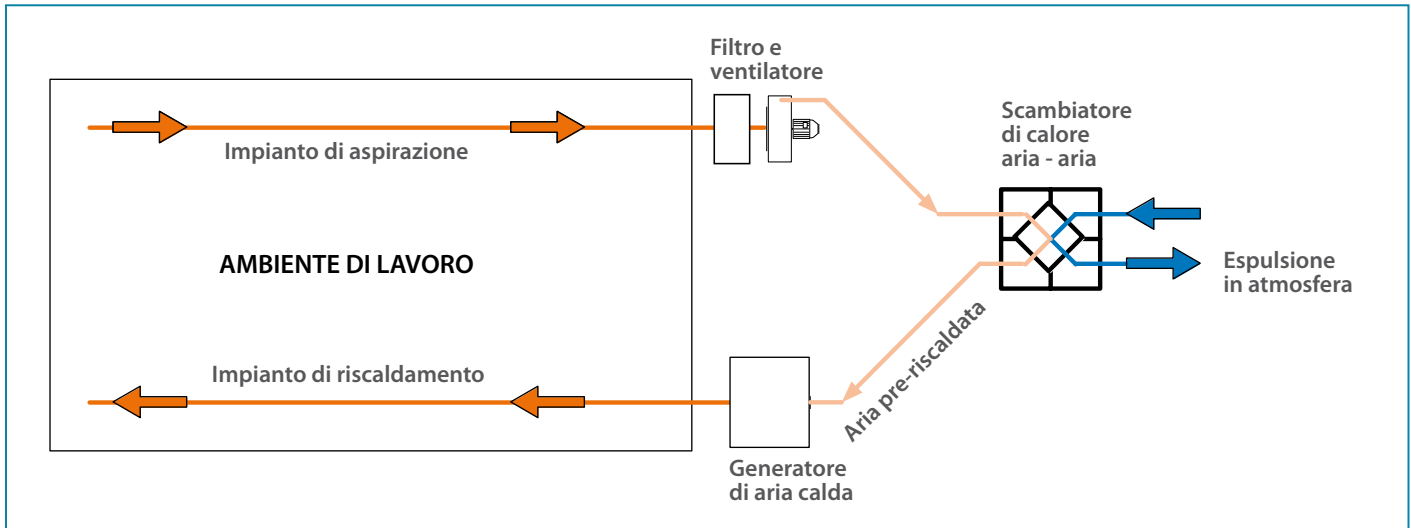 Filtro e
ventilatore
Scambiatore
di calore
aria - aria
Impianto di aspirazione
AMBIENTE DI LAVORO
Espulsione
in atmosfera
Impianto di riscaldamento
Aria pre-riscaldata
Generatore
di aria calda